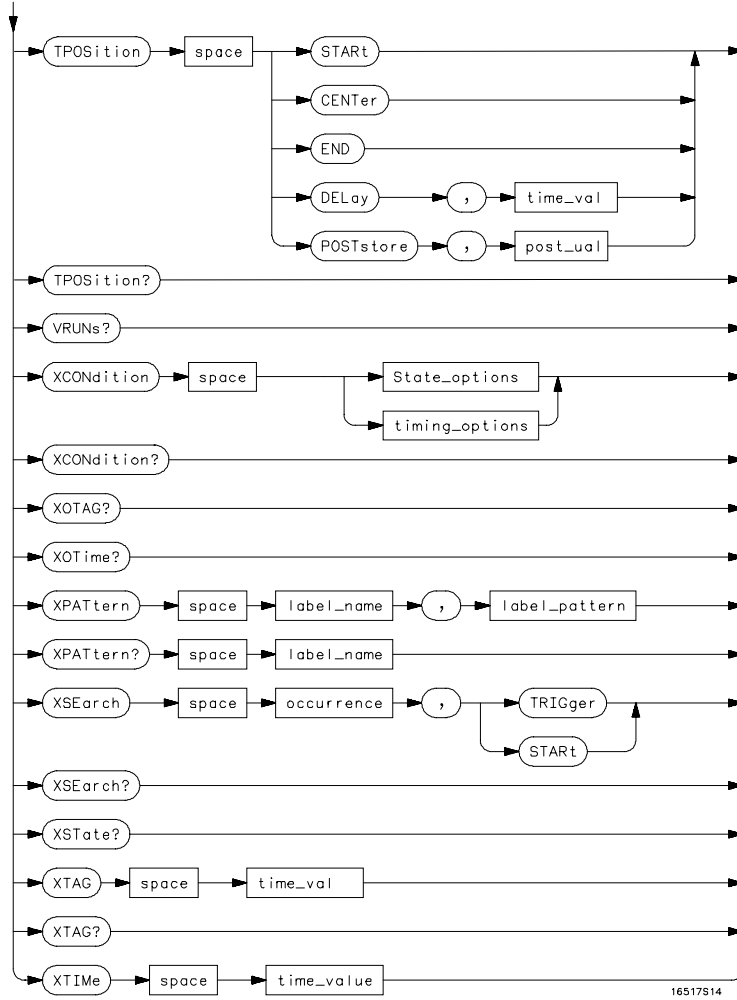 TPOSition space STARt
CENTer
END
DELay , time_val
POSTstore , post_ual
TPOSition?
VRUNs?
XCONdition space State_options
timing_options
XCONdition?
XOTAG?
XOTime?
XPATtern space label_name , label_pattern
XPATtern? space label_name
XSEarch space occurrence , TRIGger
STARt
XSEarch?
XSTate?
XTAG space time_val
XTAG?
XTIMe space time_value
16517S14